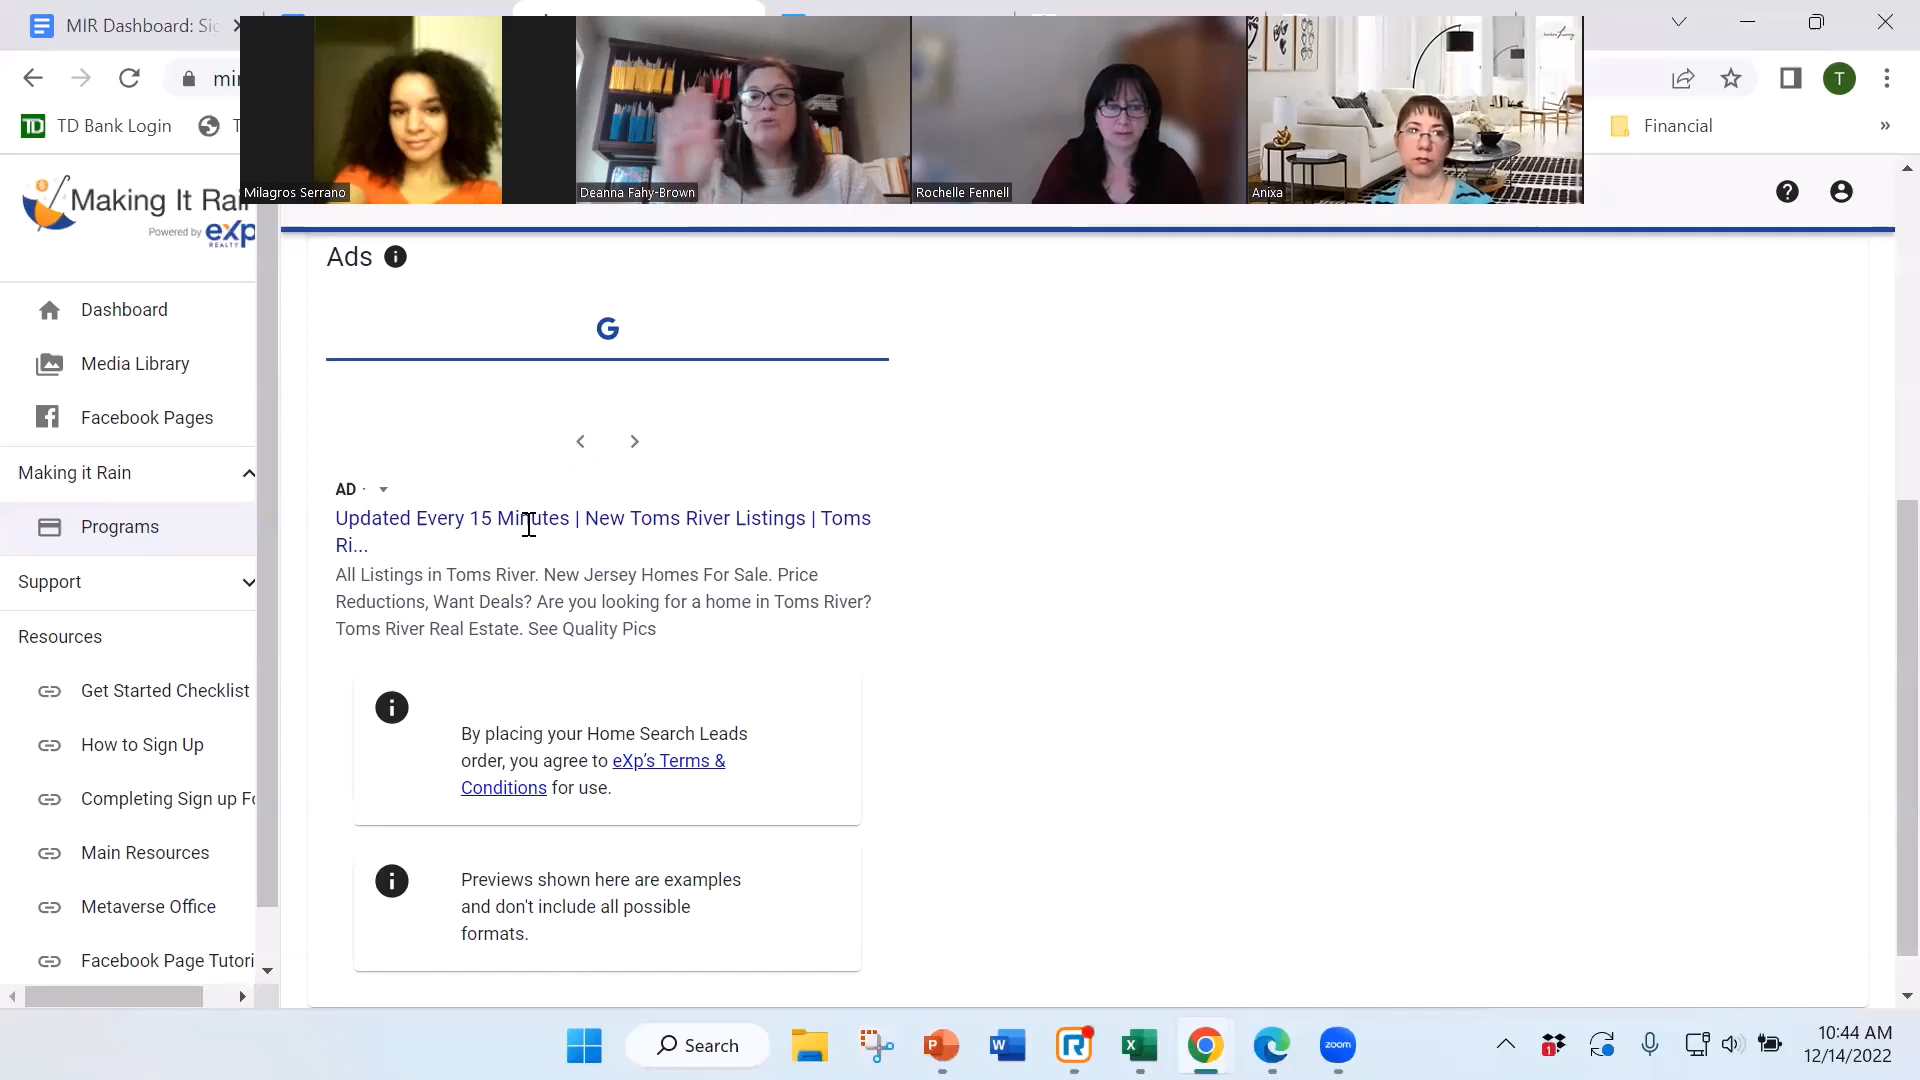 MIR Dashboard: Sig
mir
T
TD Bank Login
T
Financial
»
Milagros Serrano
Deanna Fahy-Brown
Rochelle Fennell
Anixa
Making It Rain
Powered by eXp
REALTY
Dashboard
Media Library
Facebook Pages
Making it Rain
Programs
Support
Resources
Get Started Checklist
How to Sign Up
Completing Sign up Fo
Main Resources
Metaverse Office
Facebook Page Tutori
Ads
G
AD ·
Updated Every 15 Minutes | New Toms River Listings | Toms
Ri...
All Listings in Toms River. New Jersey Homes For Sale. Price
Reductions, Want Deals? Are you looking for a home in Toms River?
Toms River Real Estate. See Quality Pics
By placing your Home Search Leads
order, you agree to eXp's Terms &
Conditions for use.
Previews shown here are examples
and don't include all possible
formats.
Search
zoom
1
10:44 AM
12/14/2022